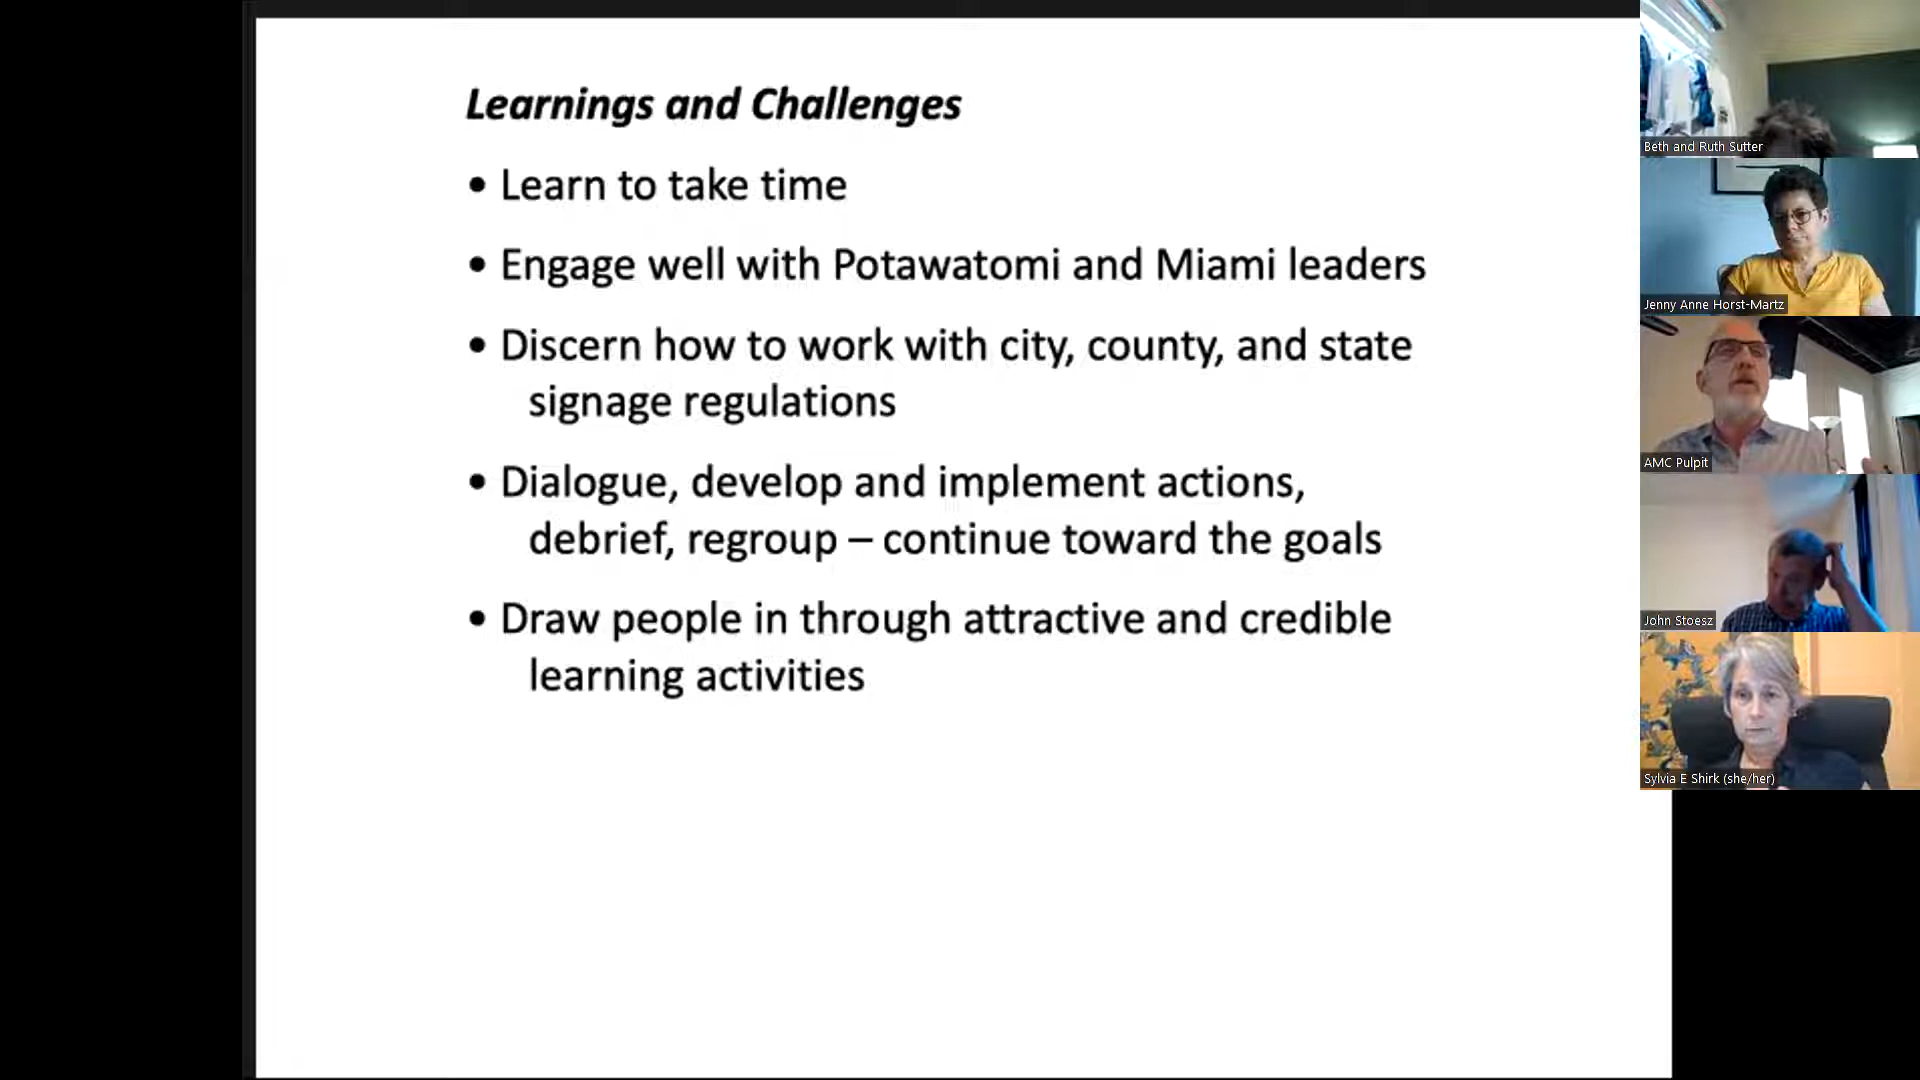 Learnings and Challenges
• Learn to take time
• Engage well with Potawatomi and Miami leaders
• Discern how to work with city, county, and state
signage regulations
• Dialogue, develop and implement actions,
debrief, regroup – continue toward the goals
• Draw people in through attractive and credible
learning activities
Beth and Ruth Sutter
Jenny Anne Horst-Martz
AMC Pulpit
John Stoesz
Sylvia E Shirk (she/her)